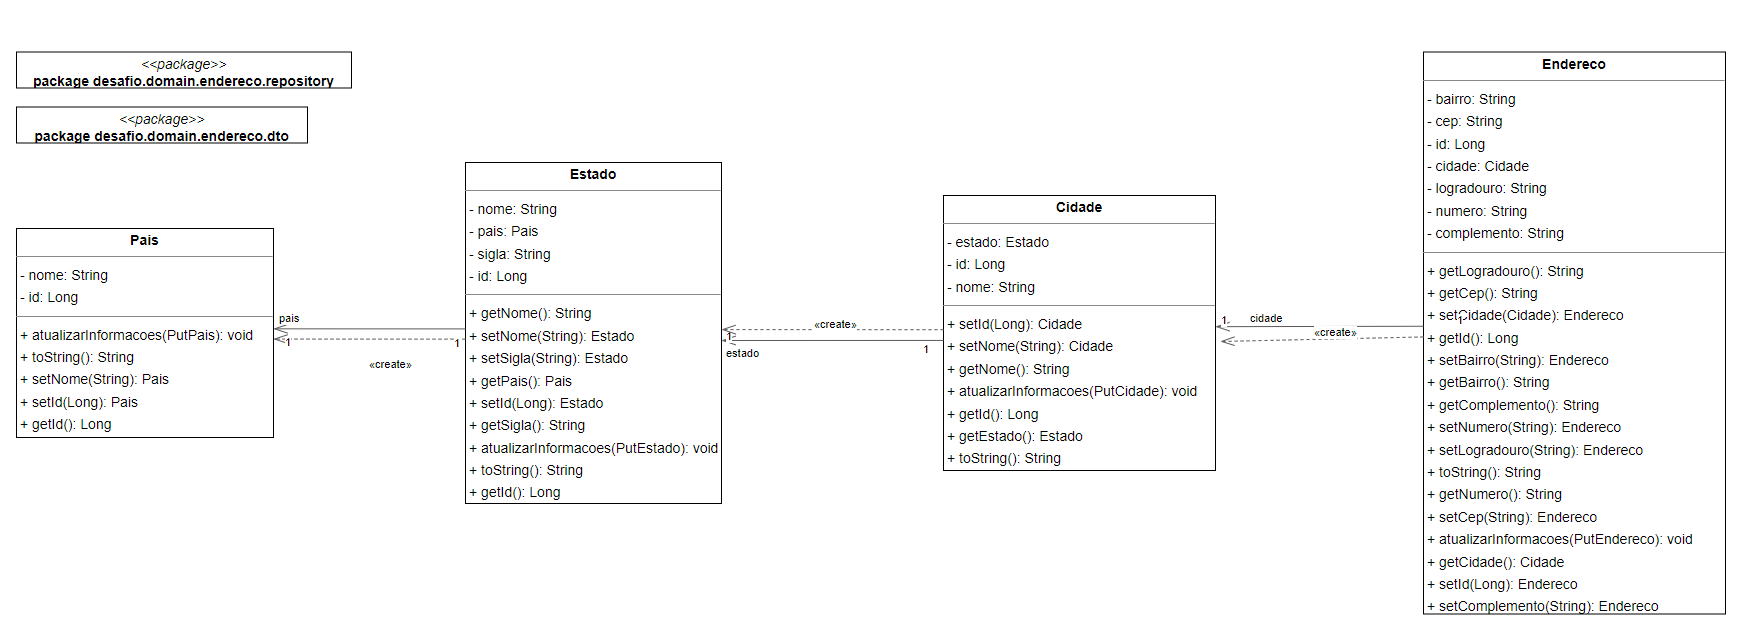 <<package>>
package desafio.domain.endereco.repository
<<package>>
package desafio.domain.endereco.dto
Pais
- nome: String
- id: Long
+ atualizarInformacoes(PutPais): void
+ toString(): String
+ setNome(String): Pais
+ setId(Long): Pais
+ getId(): Long
pais
1
1
«create»
Estado
- nome: String
- pais: Pais
- sigla: String
- id: Long
+ getNome(): String
+ setNome(String): Estado
+ setSigla(String): Estado
+ getPais(): Pais
+ setId(Long): Estado
+ getSigla(): String
+ atualizarInformacoes(PutEstado): void
+ toString(): String
+ getId(): Long
«create»
1
estado
1
Cidade
- estado: Estado
- id: Long
- nome: String
+ setId(Long): Cidade
+ setNome(String): Cidade
+ getNome(): String
+ atualizarInformacoes(PutCidade): void
+ getId(): Long
+ getEstado(): Estado
+ toString(): String
1
cidade
«create»
1
Endereco
- bairro: String
- cep: String
- id: Long
- cidade: Cidade
- logradouro: String
- numero: String
- complemento: String
+ getLogradouro(): String
+ getCep(): String
+ setCidade(Cidade): Endereco
+ getId(): Long
+ setBairro(String): Endereco
+ getBairro(): String
+ getComplemento(): String
+ setNumero(String): Endereco
+ setLogradouro(String): Endereco
+ toString(): String
+ getNumero(): String
+ setCep(String): Endereco
+ atualizarInformacoes(PutEndereco): void
+ getCidade(): Cidade
+ setId(Long): Endereco
+ setComplemento(String): Endereco